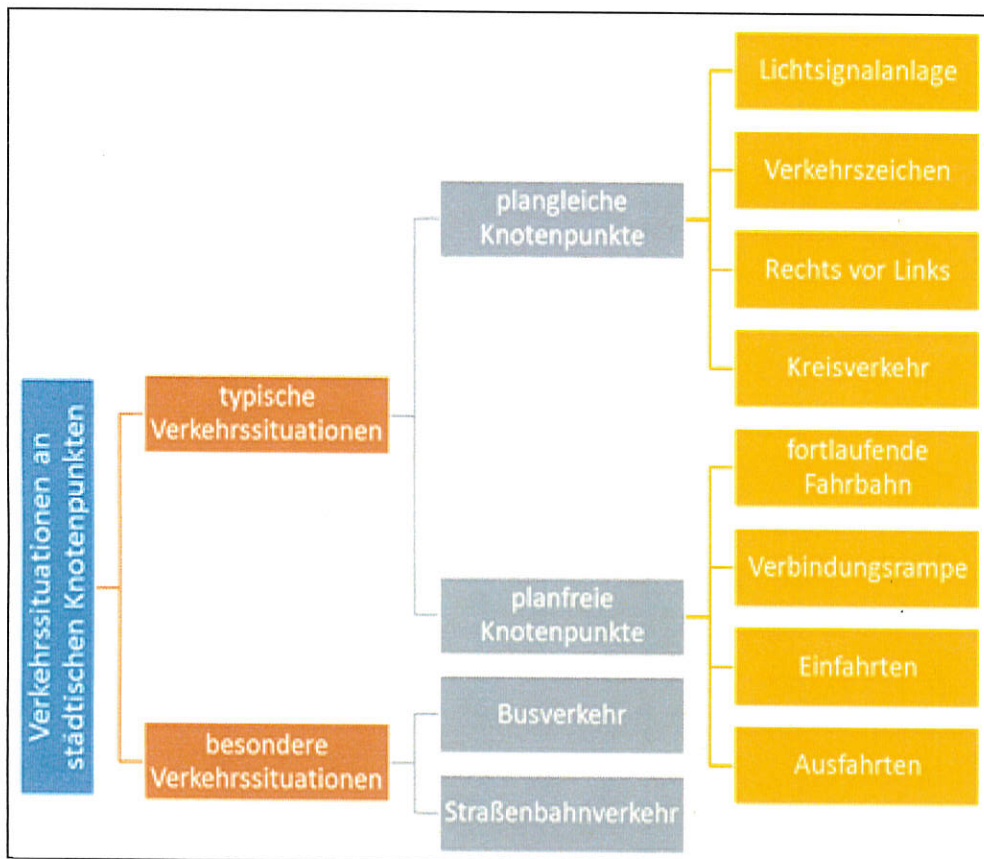 Verkehrssituationen an
städtischen Knotenpunkten
typische
Verkehrssituationen
plangleiche
Knotenpunkte
Lichtsignalanlage
Verkehrszeichen
Rechts vor Links
Kreisverkehr
planfreie
Knotenpunkte
fortlaufende
Fahrbahn
Verbindungsrampe
Einfahrten
Ausfahrten
besondere
Verkehrssituationen
Busverkehr
Straßenbahnverkehr